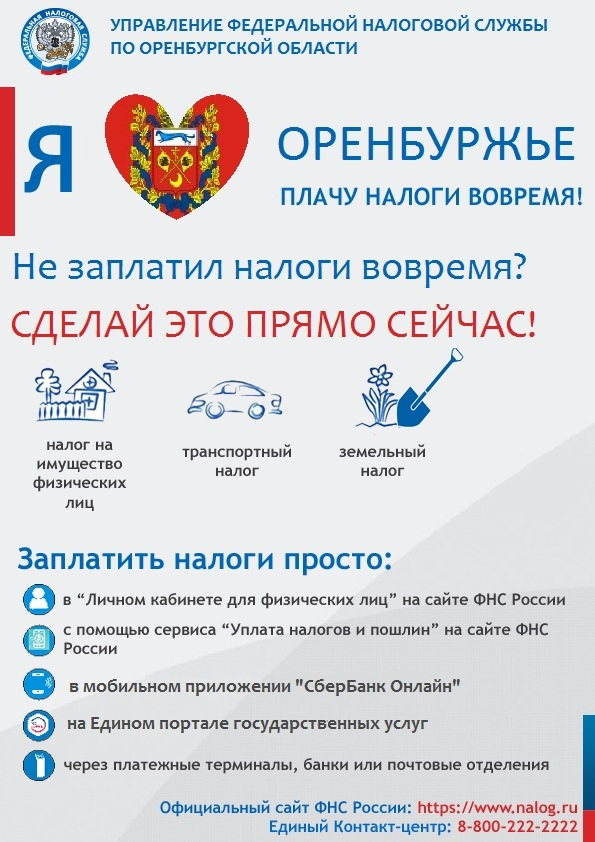 УПРАВЛЕНИЕ ФЕДЕРАЛЬНОЙ НАЛОГОВОЙ СЛУЖБЫ
ПО ОРЕНБУРГСКОЙ ОБЛАСТИ
ФЕДЕРАЛЬНАЯ НАЛОГОВАЯ СЛУЖБА
Я
ОРЕНБУРЖЬЕ
ПЛАЧУ НАЛОГИ ВОВРЕМЯ!
Не заплатил налоги вовремя?
СДЕЛАЙ ЭТО ПРЯМО СЕЙЧАС!
налог на
имущество
физических
лиц
транспортный
налог
земельный
налог
Заплатить налоги просто:
в “Личном кабинете для физических лиц” на сайте ФНС России
с помощью сервиса “Уплата налогов и пошлин” на сайте ФНС
России
в мобильном приложении "СберБанк Онлайн"
на Едином портале государственных услуг
через платежные терминалы, банки или почтовые отделения
Официальный сайт ФНС России: https://www.nalog.ru
Единый Контакт-центр: 8-800-222-2222